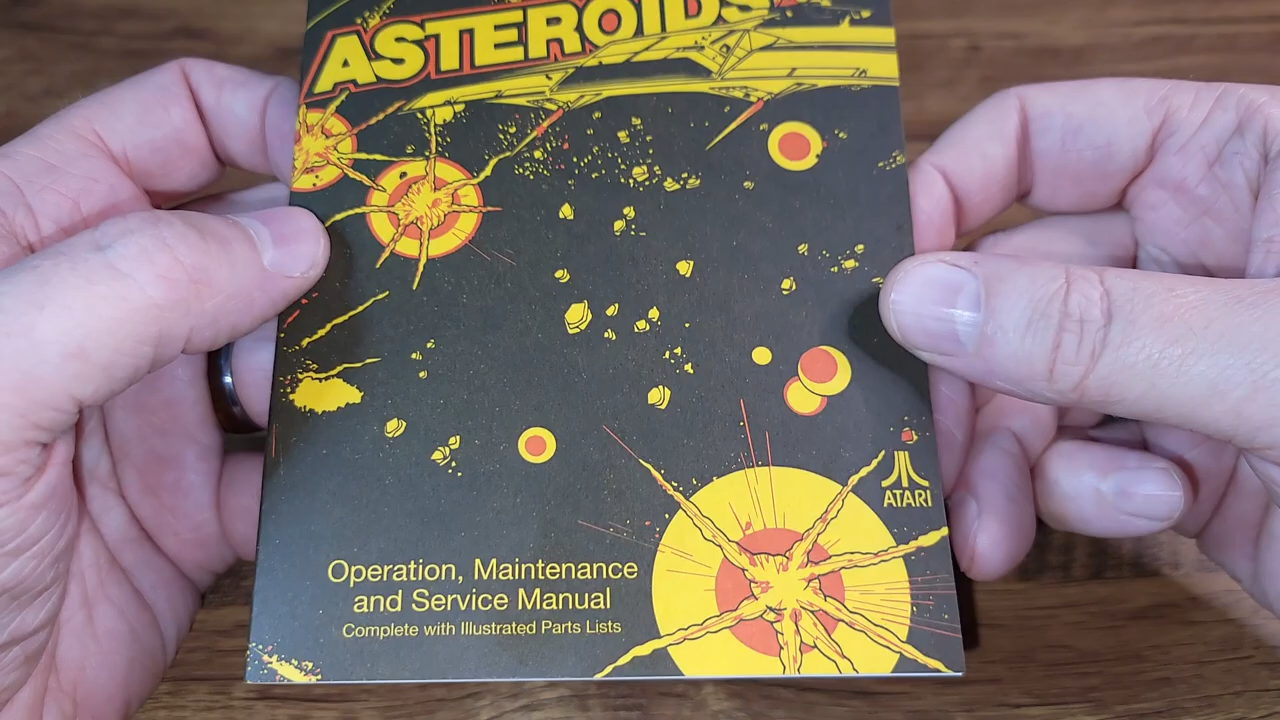 ASTEROIDS
ATARI
Operation, Maintenance
and Service Manual
Complete with Illustrated Parts Lists